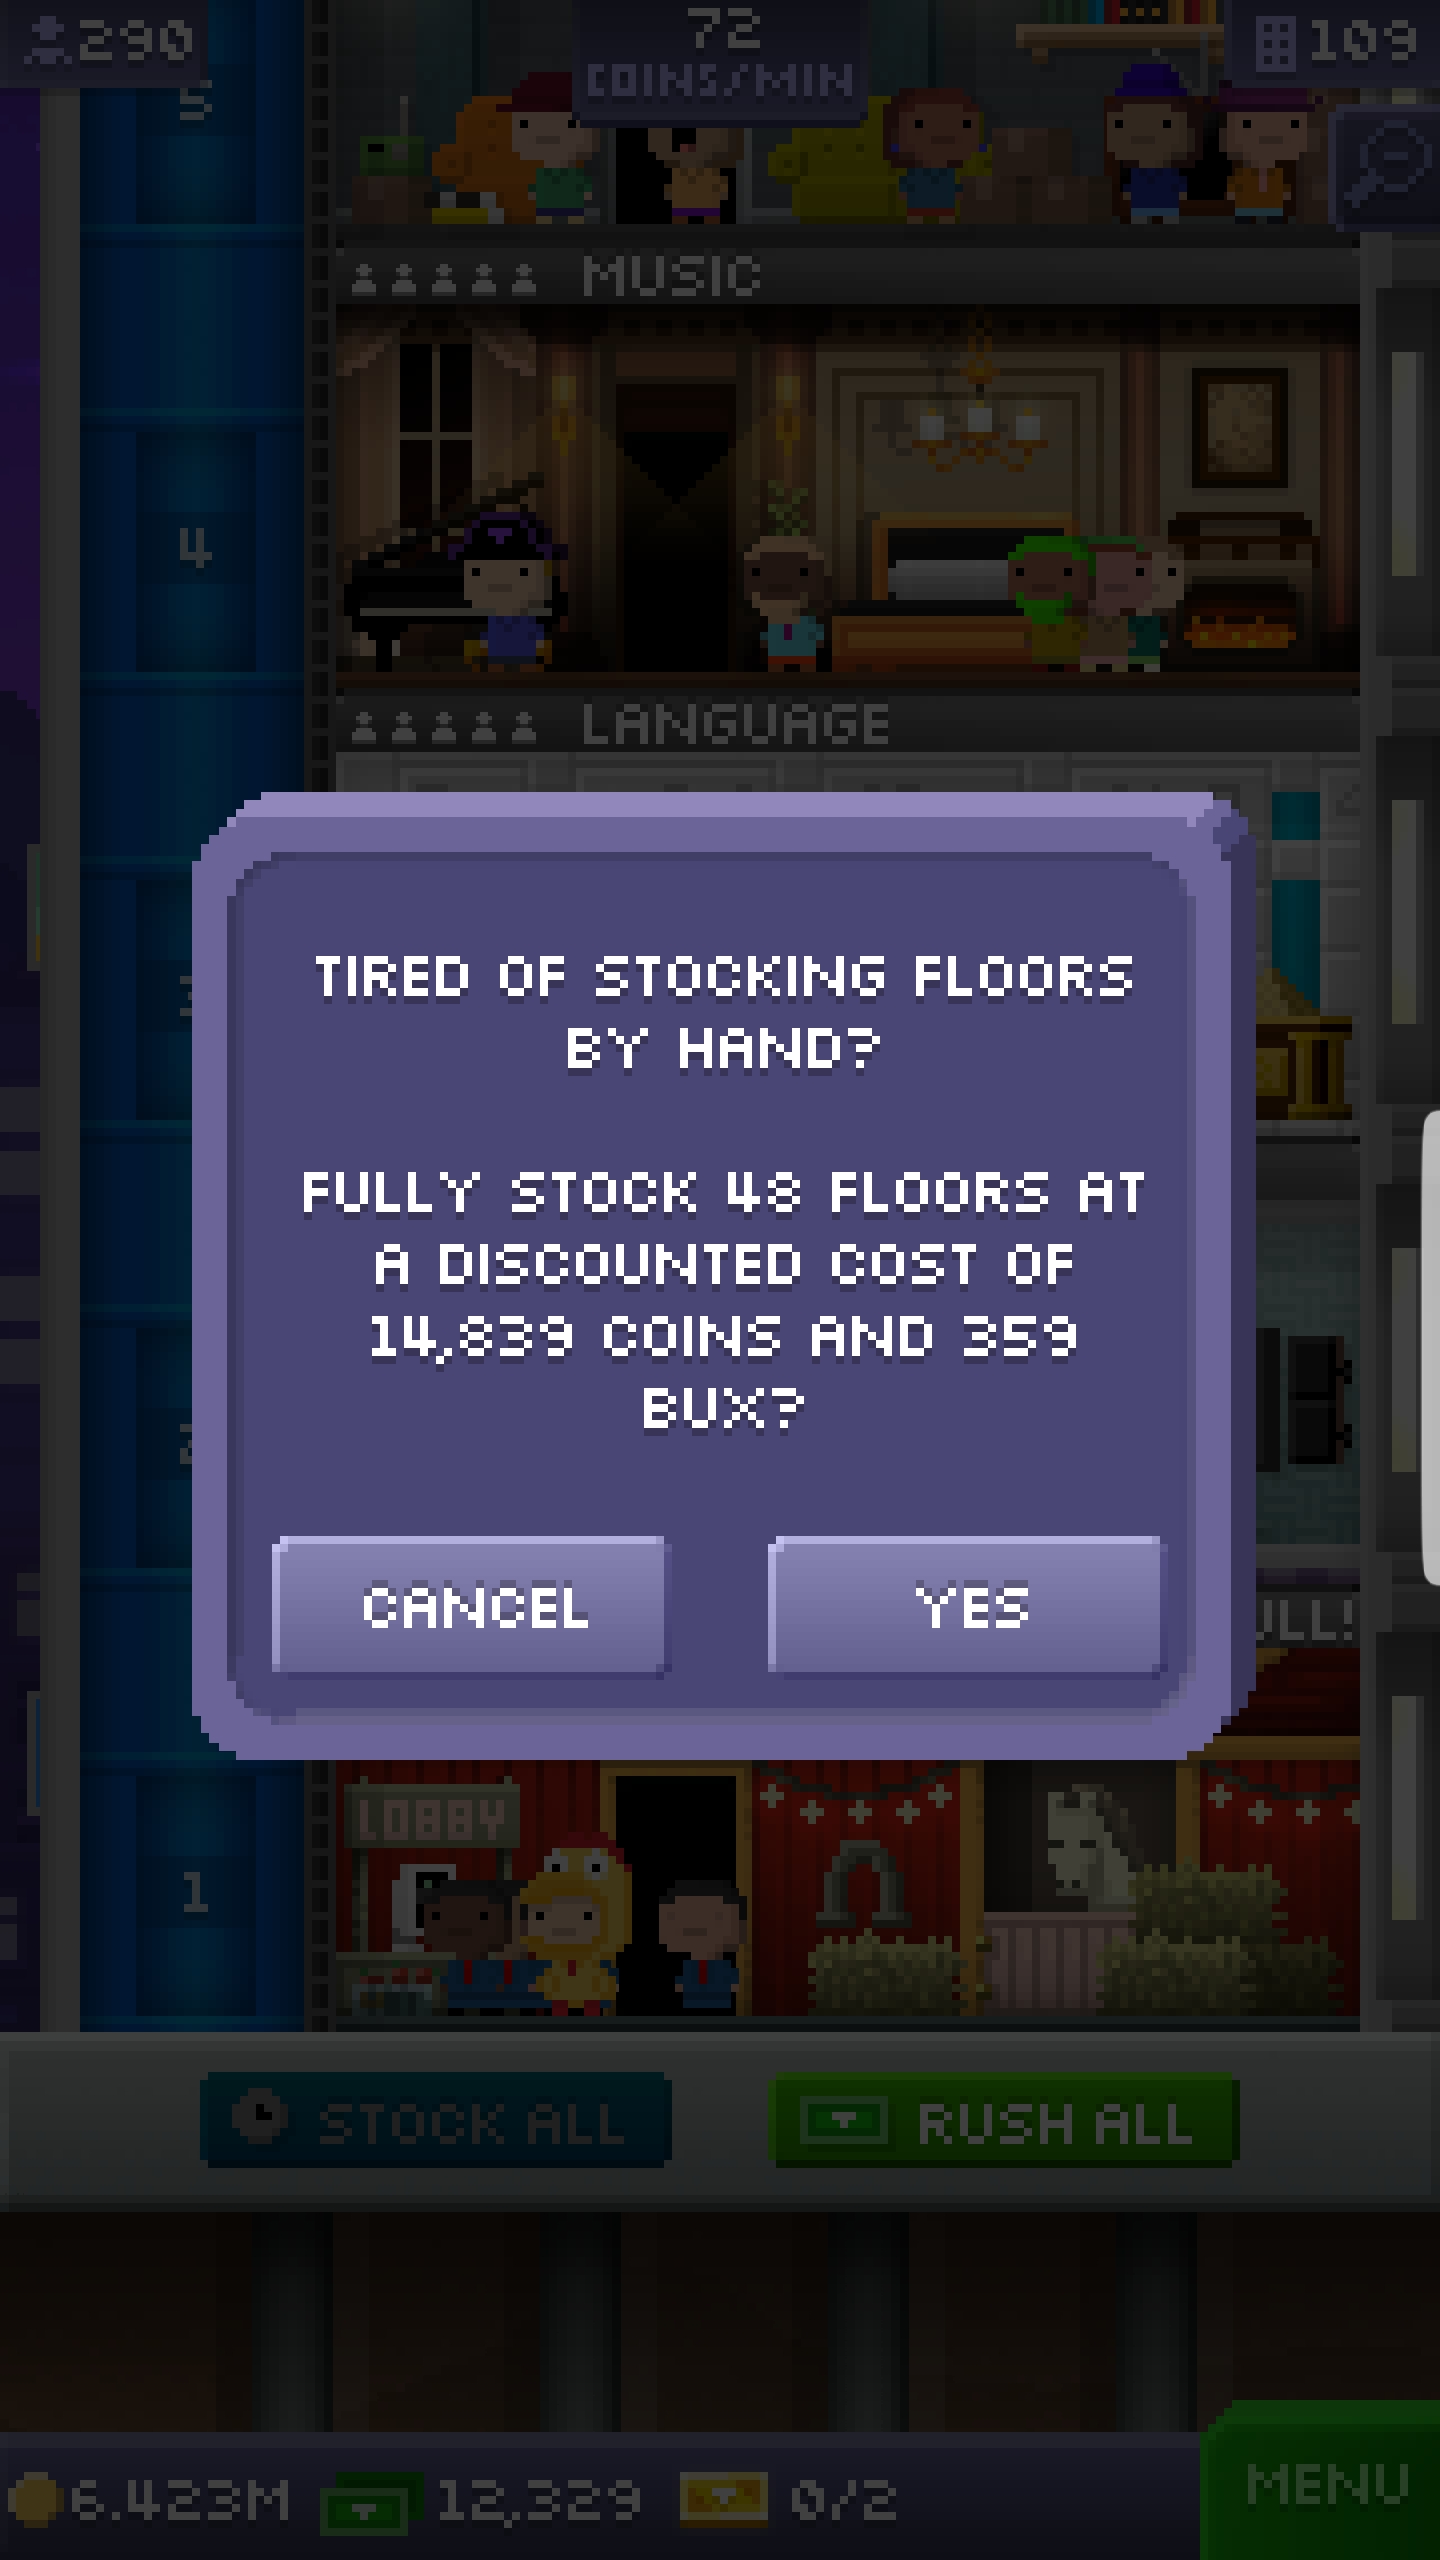 290
72
COINS/MIN
109
5
MUSIC
4
LANGUAGE
TIRED OF STOCKING FLOORS
BY HAND?
FULLY STOCK 48 FLOORS AT
A DISCOUNTED COST OF
14,839 COINS AND 359
BUX?
CANCEL
YES
LOBBY
1
STOCK ALL
RUSH ALL
6.423M
12,329
0/2
MENU